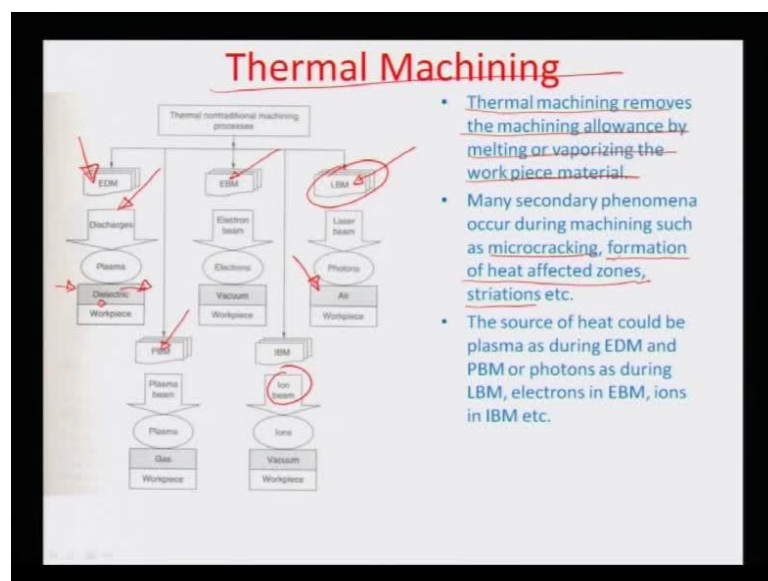 Thermal Machining
Thermal nontraditional machining
processes
EDM
EBM
LBM
Discharges
Electron
beam
Laser
beam
Plasma
Electrons
Photons
Dielectric
Vacuum
Air
Workpiece
Workpiece
Workpiece
PBM
IBM
Plasma
beam
Ion
beam
Plasma
Ions
Gas
Vacuum
Workpiece
Workpiece
• Thermal machining removes
the machining allowance by
melting or vaporizing the
work piece material.
• Many secondary phenomena
occur during machining such
as microcracking, formation
of heat affected zones,
striations etc.
• The source of heat could be
plasma as during EDM and
PBM or photons as during
LBM, electrons in EBM, ions
in IBM etc.